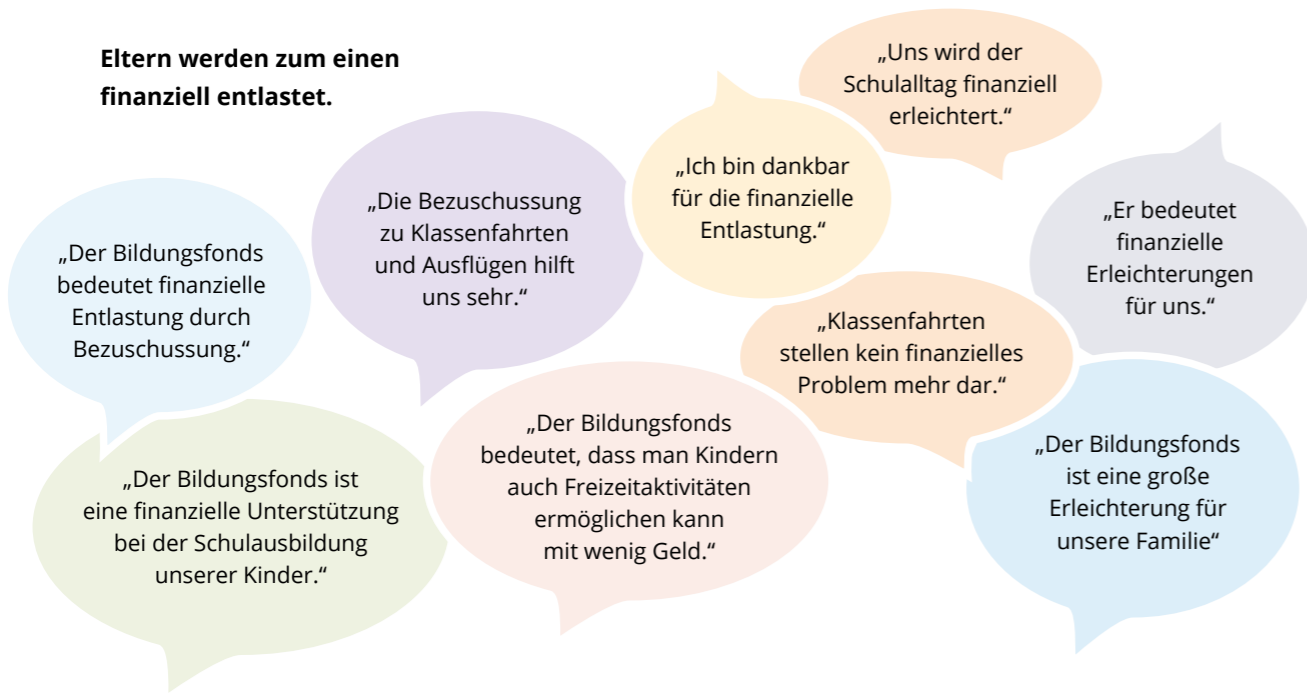 Eltern werden zum einen
finanziell entlastet.
„Uns wird der
Schulalltag finanziell
erleichtert.“
„Ich bin dankbar
für die finanzielle
Entlastung.“
„Die Bezuschussung
zu Klassenfahrten
und Ausflügen hilft
uns sehr.“
„Er bedeutet
finanzielle
Erleichterungen
für uns.“
„Der Bildungsfonds
bedeutet finanzielle
Entlastung durch
Bezuschussung.“
„Klassenfahrten
stellen kein finanzielles
Problem mehr dar.“
„Der Bildungsfonds
bedeutet, dass man Kindern
auch Freizeitaktivitäten
ermöglichen kann
mit wenig Geld.“
„Der Bildungsfonds
ist eine große
Erleichterung für
unsere Familie“
„Der Bildungsfonds ist
eine finanzielle Unterstützung
bei der Schulausbildung
unserer Kinder.“